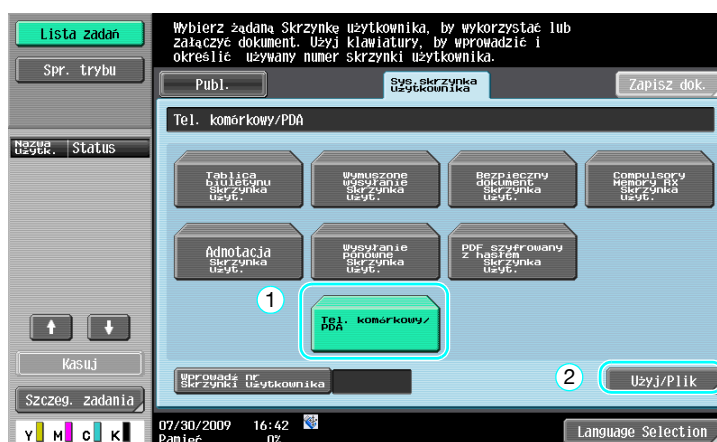 Lista zadań
Spr. trybu
Nazwa
użytk.
Status
Kasuj
Szczeg. zadania
Y M C K
Wybierz żądaną Skrzynkę użytkownika, by wykorzystać lub
załączyć dokument. Użyj klawiatury, by wprowadzić i
określić używany numer skrzynki użytkownika.
Publ.
Sys.skrzynka
użytkownika
Zapisz dok.
Tel. komórkowy/PDA
Tablica
biuletynu
Skrzynka
użyt.
Wymuszone
wysyłanie
Skrzynka
użyt.
Bezpieczny
dokument
Skrzynka
użyt.
Compulsory
Memory RX
Skrzynka
użyt.
Adnotacja
Skrzynka
użyt.
Wysyłanie
ponowne
Skrzynka
użyt.
PDF szyfrowany
z hasłem
Skrzynka
użyt.
1
Tel. komórkowy/
PDA
Wprowadź nr
Skrzynki użytkownika
2
Użyj/Plik
07/30/2009 16:42
Pamięć 0%
Language Selection